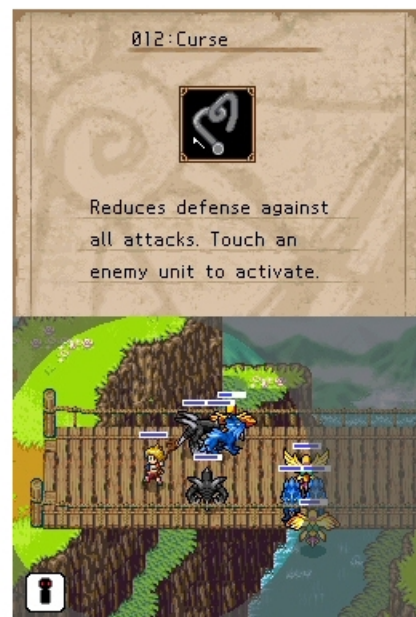 012:Curse
Reduces defense against
all attacks. Touch an
enemy unit to activate.